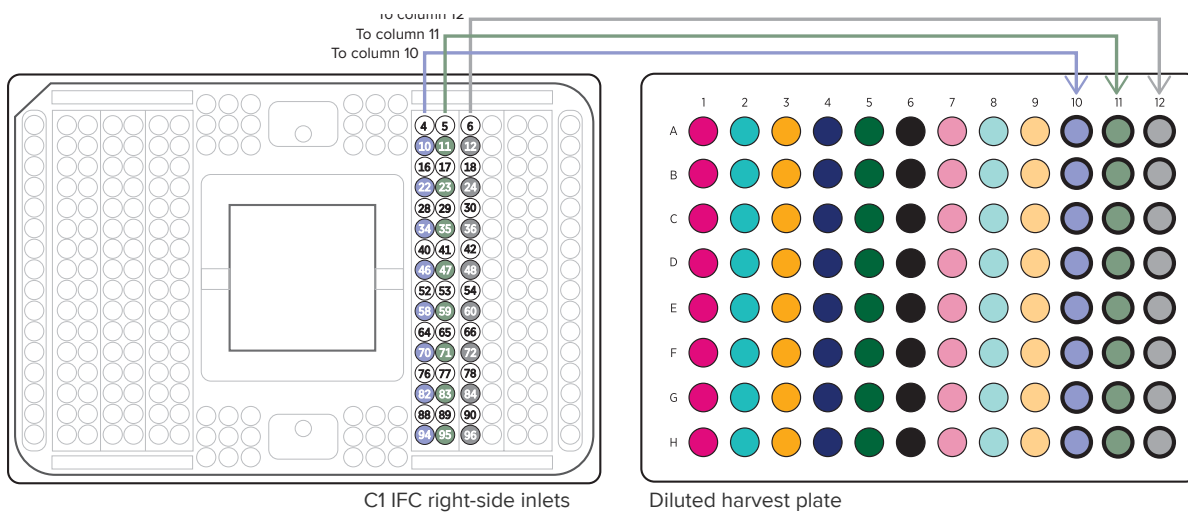 To column 12
To column 11
To column 10
1 2 3 4 5 6 7 8 9 10 11 12
4 5 6
A
10 11 12
16 17 18
B
22 23 24
28 29 30
C
34 35 36
40 41 42
D
46 47 48
52 53 54
E
58 59 60
64 65 66
F
70 71 72
76 77 78
G
82 83 84
88 89 90
H
94 95 96
C1 IFC right-side inlets
Diluted harvest plate